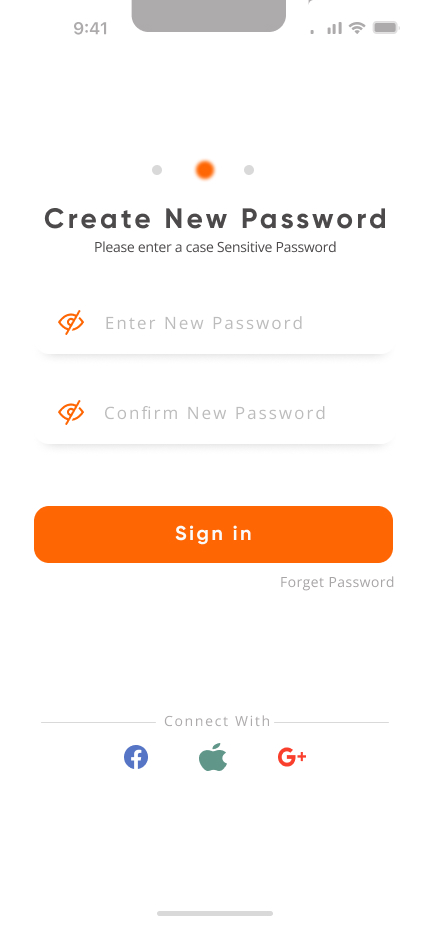 9:41
Create New Password
Please enter a case Sensitive Password
Enter New Password
Confirm New Password
Sign in
Forget Password
Connect With
G+